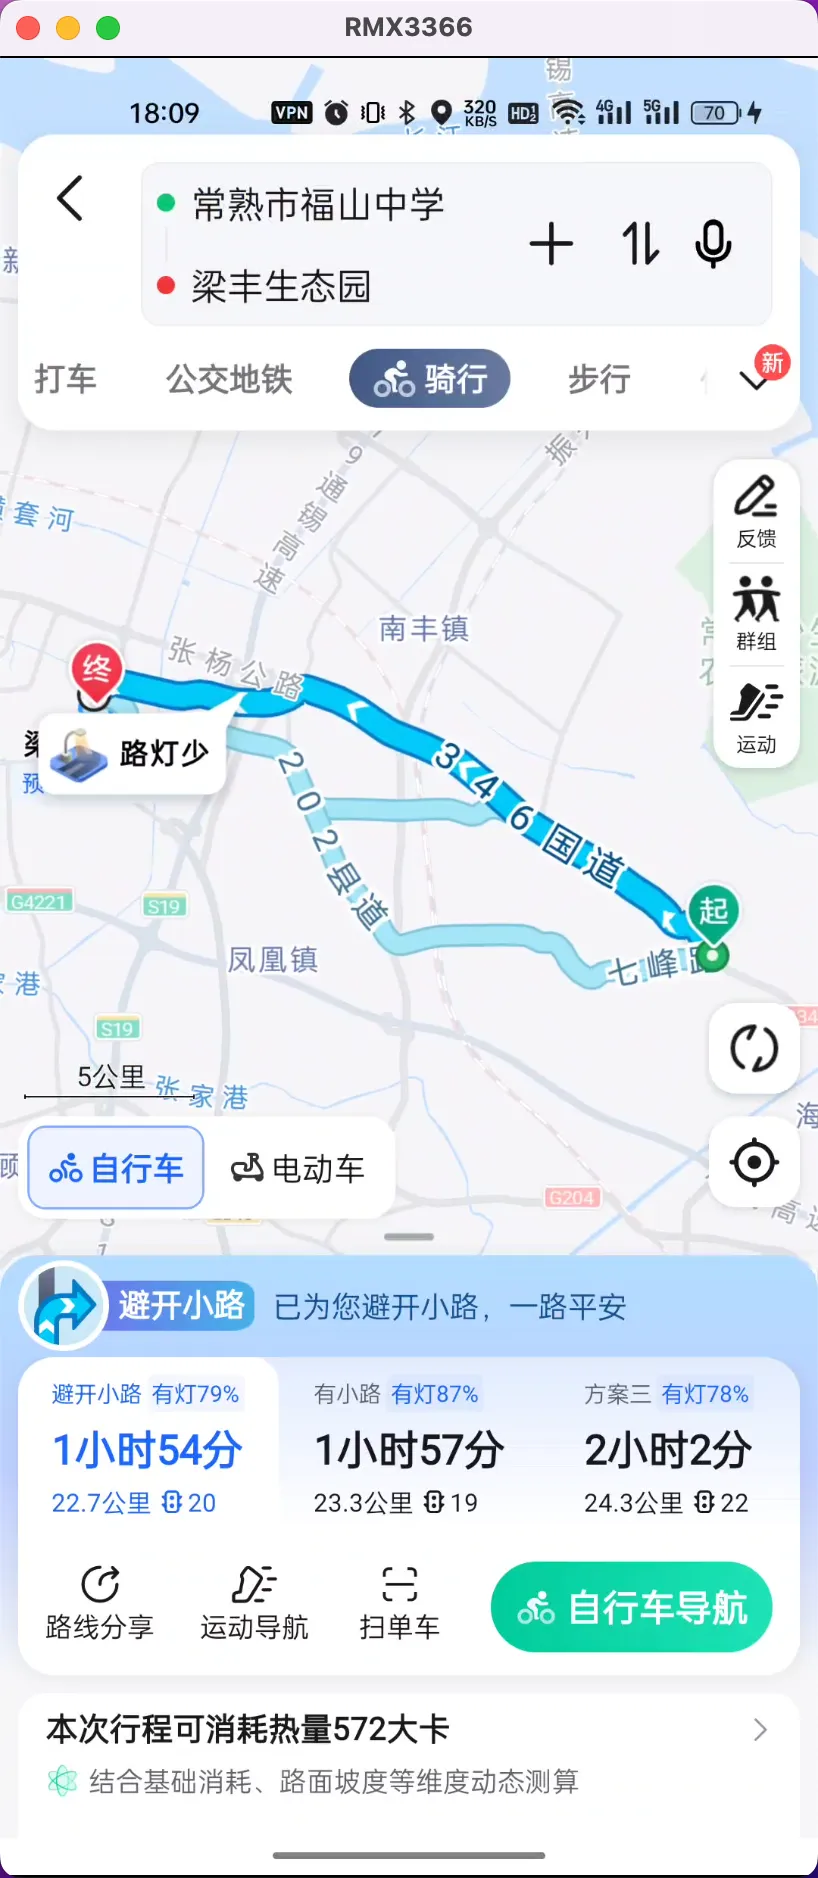 RMX3366
18:09
VPN
320
KB/S
HD2
4G
5G
70
常熟市福山中学
梁丰生态园
打车
公交地铁
骑行
步行
新
套河
通锡高速
反馈
南丰镇
群组
张杨公路
终
运动
路灯少
346国道
202县道
起
G4221
S19
凤凰镇
七峰路
S19
5公里
张家港
自行车
电动车
G204
避开小路
已为您避开小路，一路平安
避开小路 有灯79%
1小时54分
22.7公里 20
有小路 有灯87%
1小时57分
23.3公里 19
方案三 有灯78%
2小时2分
24.3公里 22
路线分享
运动导航
扫单车
自行车导航
本次行程可消耗热量572大卡
结合基础消耗、路面坡度等维度动态测算